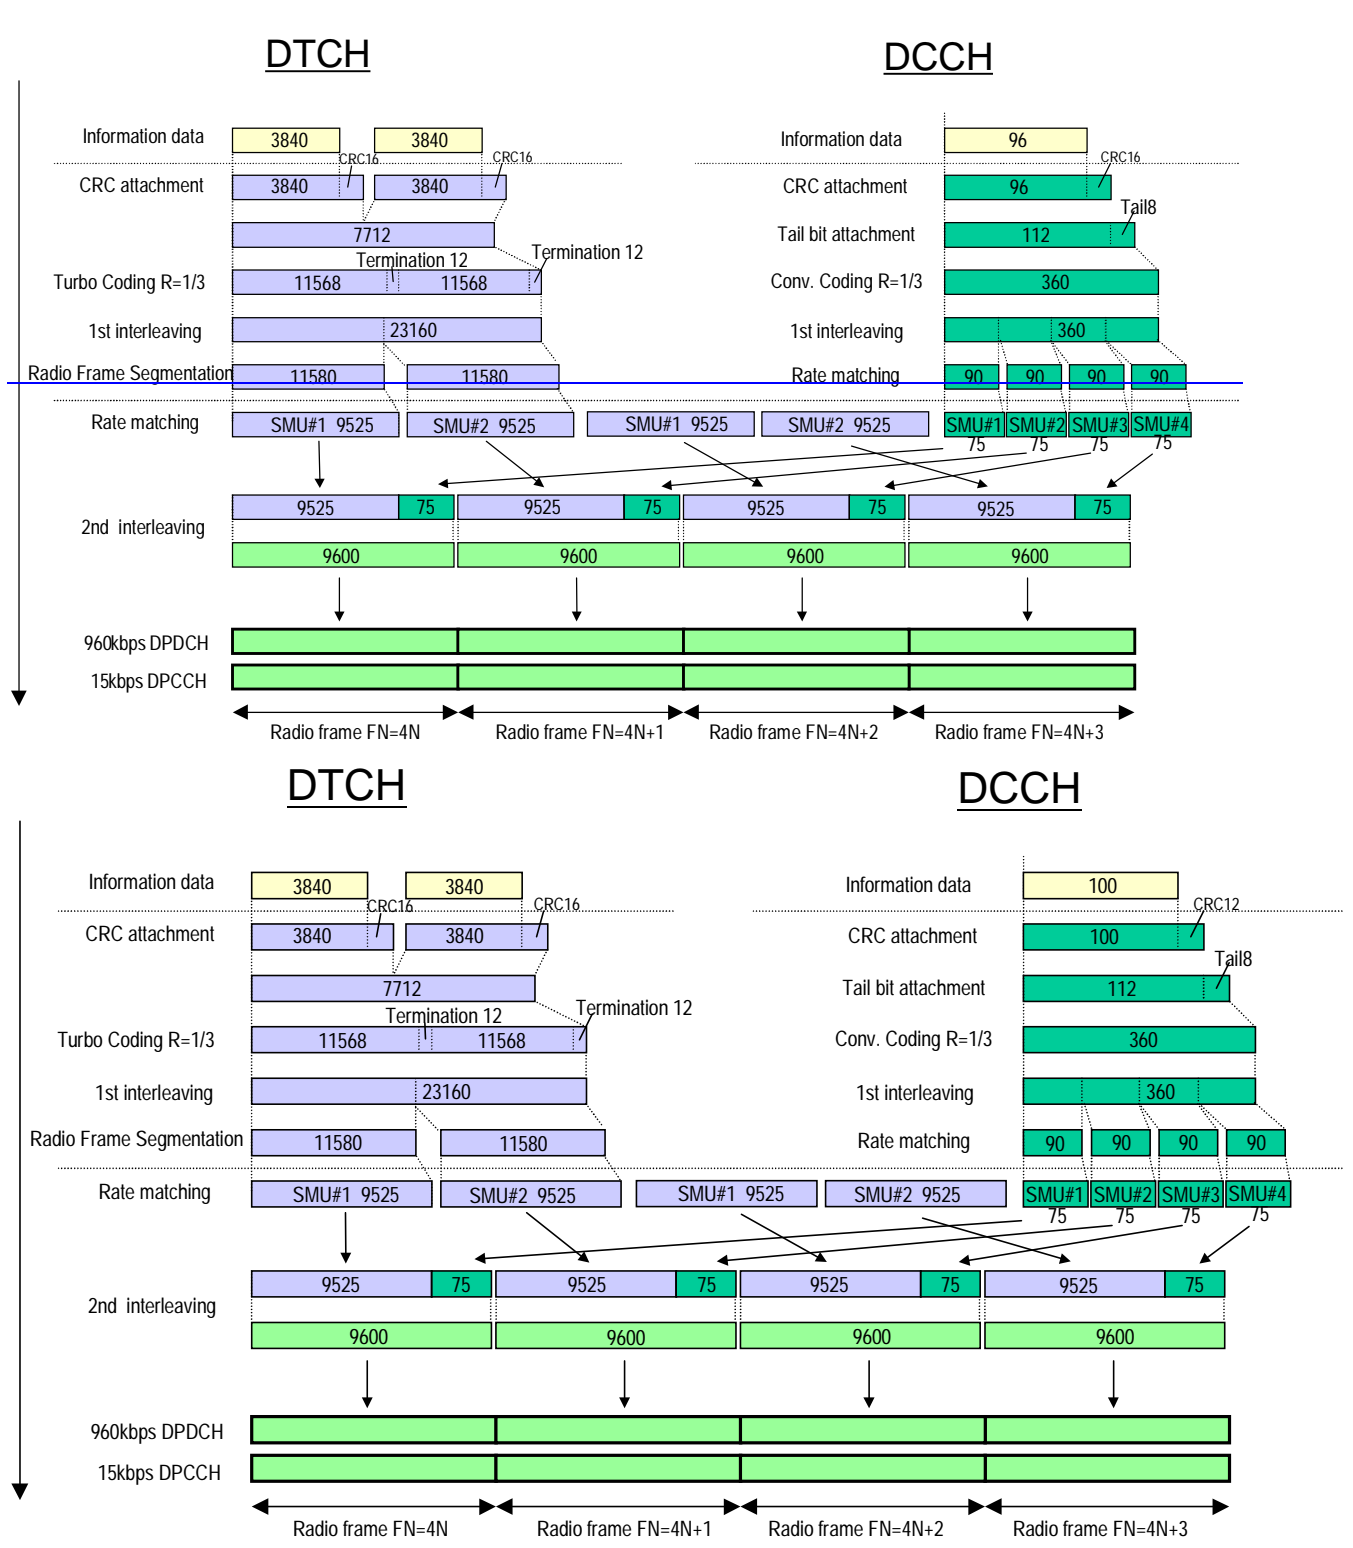 DTCH DCCH
Information data 3840 3840 Information data 96
CRC16 CRC16 CRC16
CRC attachment 3840 3840 CRC attachment 96
Tail8
7712 Tail bit attachment 112
Termination 12 Termination 12
Turbo Coding R=1/3 11568 11568 Conv. Coding R=1/3 360
1st interleaving 23160 1st interleaving 360
Radio Frame Segmentation 11580 11580 Rate matching 90 90 90 90
Rate matching SMU#1 9525 SMU#2 9525 SMU#1 9525 SMU#2 9525 SMU#1 SMU#2 SMU#3 SMU#4
75 75 75 75
9525 75 9525 75 9525 75 9525 75
2nd interleaving
9600 9600 9600 9600
960kbps DPDCH
15kbps DPCCH
Radio frame FN=4N Radio frame FN=4N+1 Radio frame FN=4N+2 Radio frame FN=4N+3
DTCH DCCH
Information data 3840 3840 Information data 100
CRC16 CRC16 CRC12
CRC attachment 3840 3840 CRC attachment 100
Tail8
7712 Tail bit attachment 112
Termination 12 Termination 12
Turbo Coding R=1/3 11568 11568 Conv. Coding R=1/3 360
1st interleaving 23160 1st interleaving 360
Radio Frame Segmentation 11580 11580 Rate matching 90 90 90 90
Rate matching SMU#1 9525 SMU#2 9525 SMU#1 9525 SMU#2 9525 SMU#1 SMU#2 SMU#3 SMU#4
75 75 75 75
9525 75 9525 75 9525 75 9525 75
2nd interleaving
9600 9600 9600 9600
960kbps DPDCH
15kbps DPCCH
Radio frame FN=4N Radio frame FN=4N+1 Radio frame FN=4N+2 Radio frame FN=4N+3